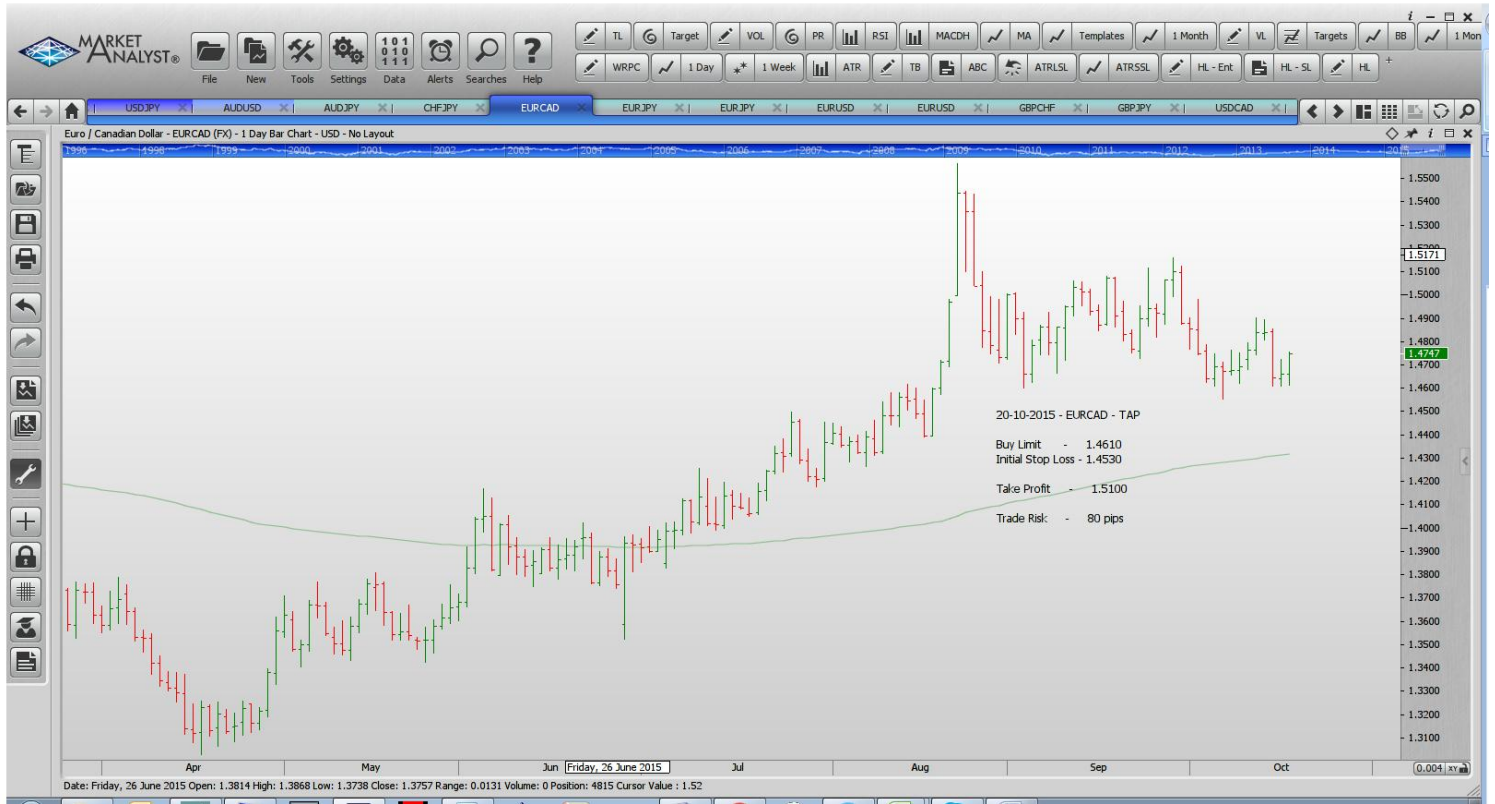 MARKET
ANALYST®
File New Tools Settings Data Alerts Searches Help
TL Target VOL PR RSI MACDH MA Templates 1 Month VL Targets BB 1 Mon
WRPC 1 Day 1 Week ATR TB ABC ATRLSL ATRSSL HL - Ent HL - SL HL
USDJPY AUDUSD AUDJPY CHFJPY EURCAD EURJPY EURJPY EURUSD EURUSD GBPCHF GBPJPY USDCAD
Euro / Canadian Dollar - EURCAD (FX) - 1 Day Bar Chart - USD - No Layout
1996 1998 1999 2000 2001 2002 2003 2004 2005 2006 2007 2008 2009 2010 2011 2012 2013 2014
1.5500
1.5400
1.5300
1.5171
1.5100
1.5000
1.4900
1.4800
1.4747
1.4700
1.4600
1.4500
1.4400
1.4300
1.4200
1.4100
1.4000
1.3900
1.3800
1.3700
1.3600
1.3500
1.3400
1.3300
1.3200
1.3100
20-10-2015 - EURCAD - TAP
Buy Limit - 1.4610
Initial Stop Loss - 1.4530
Take Profit - 1.5100
Trade Risk - 80 pips
Apr May Jun Friday, 26 June 2015 Jul Aug Sep Oct
0.004 XY
Date: Friday, 26 June 2015 Open: 1.3814 High: 1.3868 Low: 1.3738 Close: 1.3757 Range: 0.0131 Volume: 0 Position: 4815 Cursor Value : 1.52